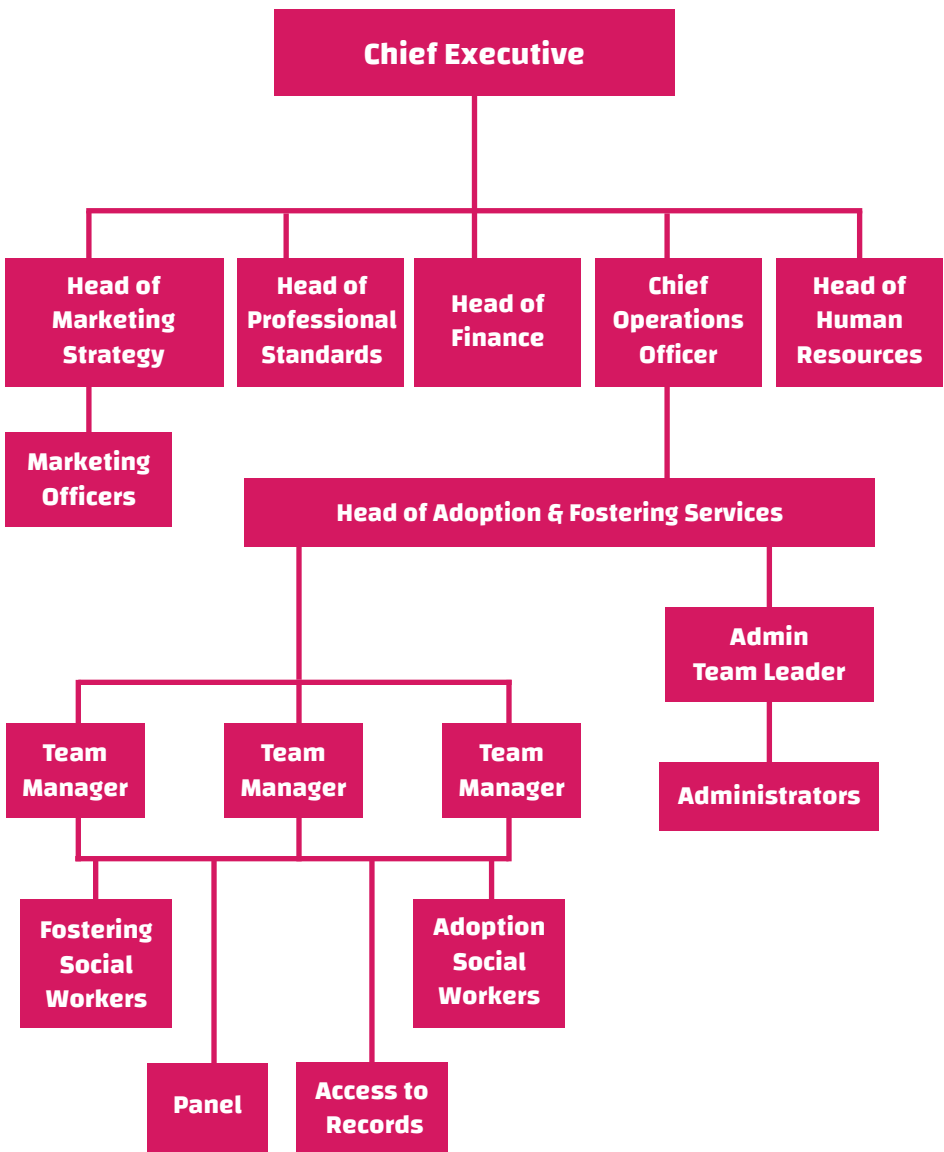 Chief Executive
Head of
Marketing
Strategy
Head of
Professional
Standards
Head of
Finance
Chief
Operations
Officer
Head of
Human
Resources
Marketing
Officers
Head of Adoption & Fostering Services
Admin
Team Leader
Team
Manager
Team
Manager
Team
Manager
Administrators
Fostering
Social
Workers
Adoption
Social
Workers
Panel
Access to
Records